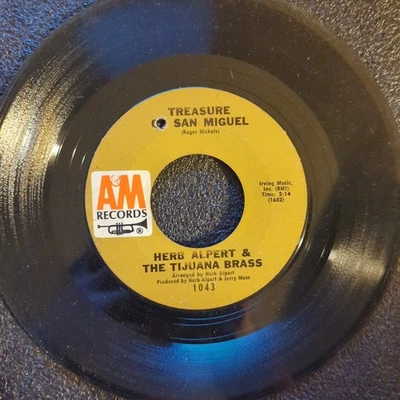 TREASURE
SAN MIGUEL
(Roger Nichols)
A&M
RECORDS
®
Irving Music,
Inc. (BMI)
Time: 2:14
(1652)
HERB ALPERT &
THE TIJUANA BRASS
Arranged by Herb Alpert
Produced by Herb Alpert & Jerry Moss
1043